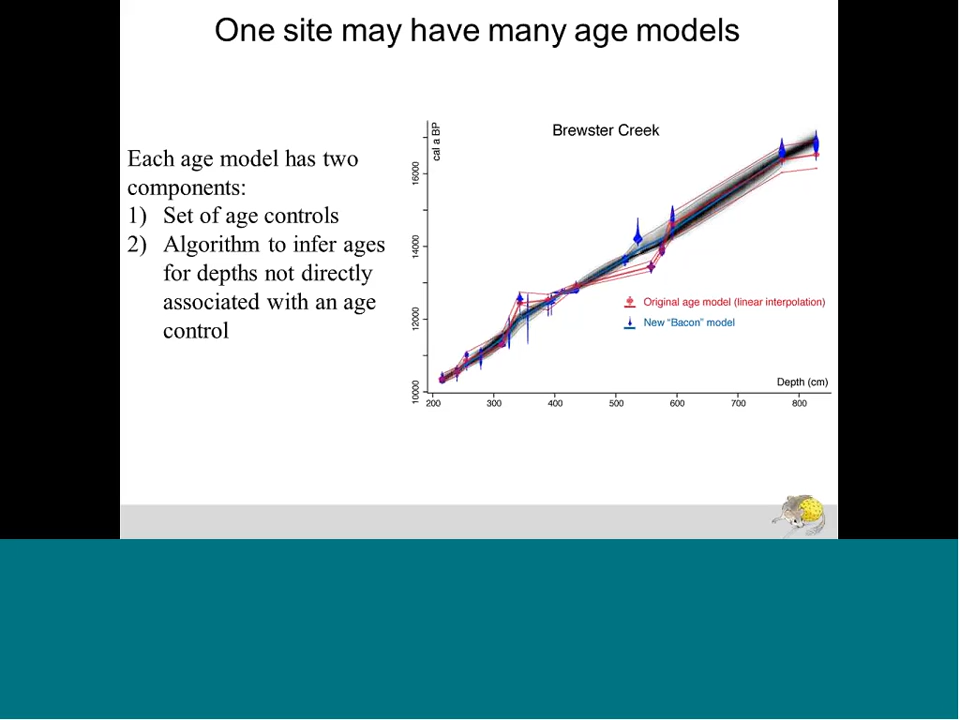 One site may have many age models
Each age model has two
components:
1) Set of age controls
2) Algorithm to infer ages
for depths not directly
associated with an age
control
Brewster Creek
cal a BP
16000
14000
12000
10000
Original age model (linear interpolation)
New “Bacon” model
Depth (cm)
200 300 400 500 600 700 800